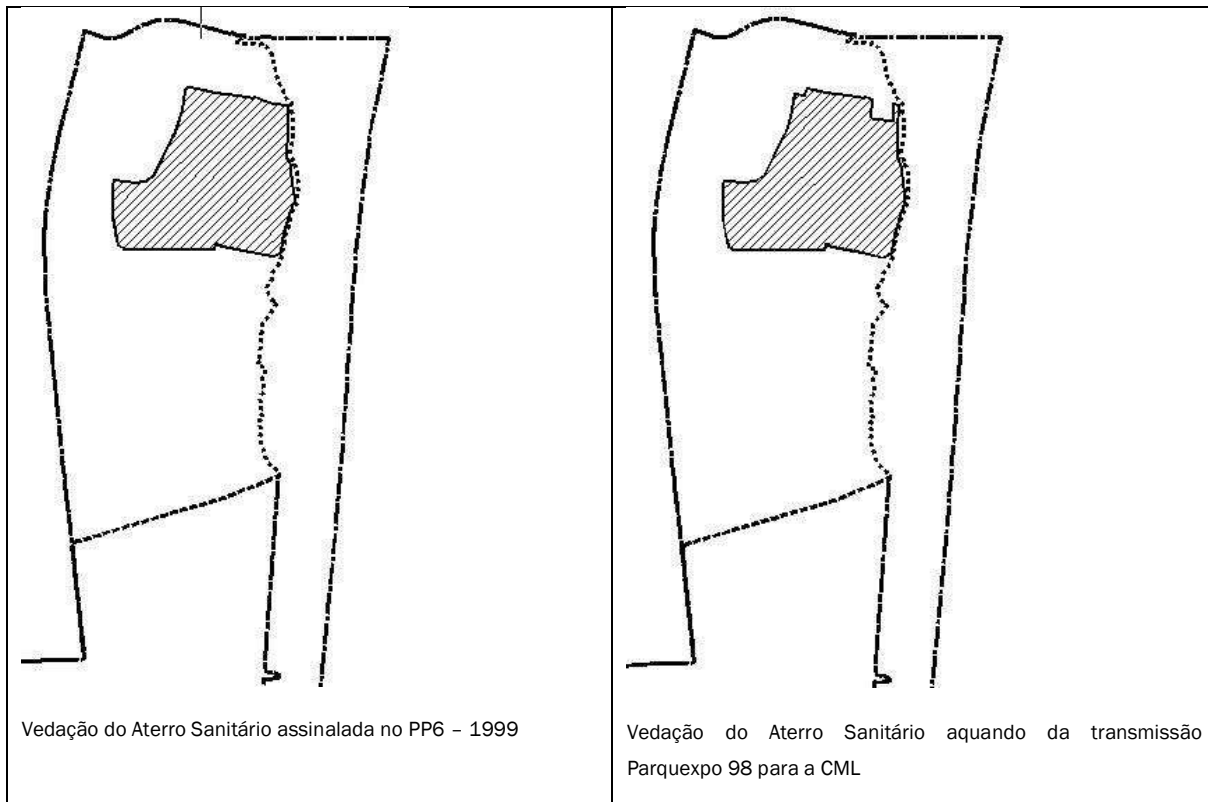 Vedação do Aterro Sanitário assinalada no PP6 – 1999
Vedação do Aterro Sanitário aquando da transmissão
Parquexpo 98 para a CML